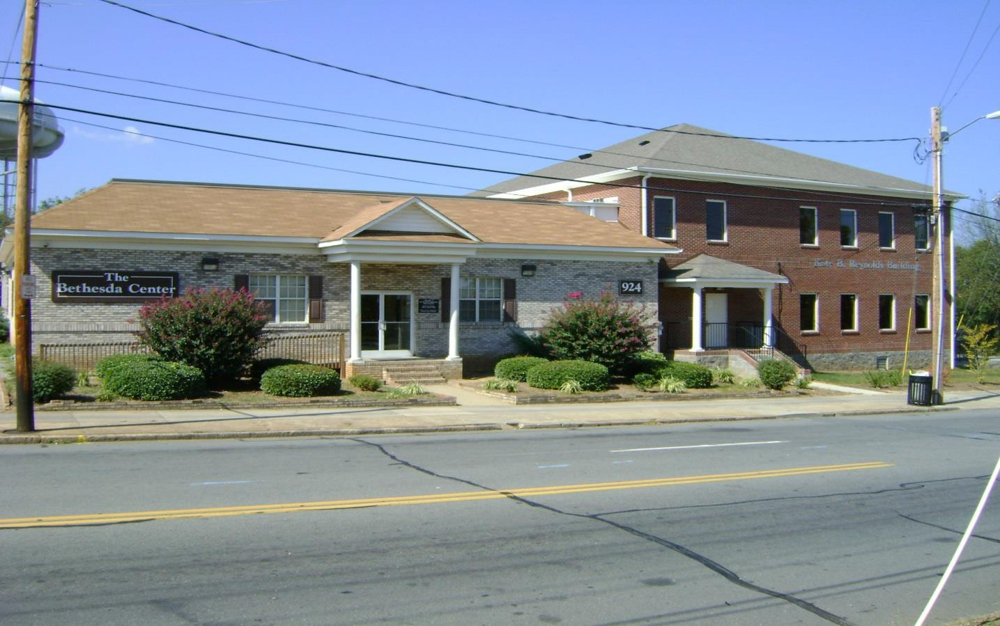 The
Bethesda Center
924
Kate B. Reynolds Building